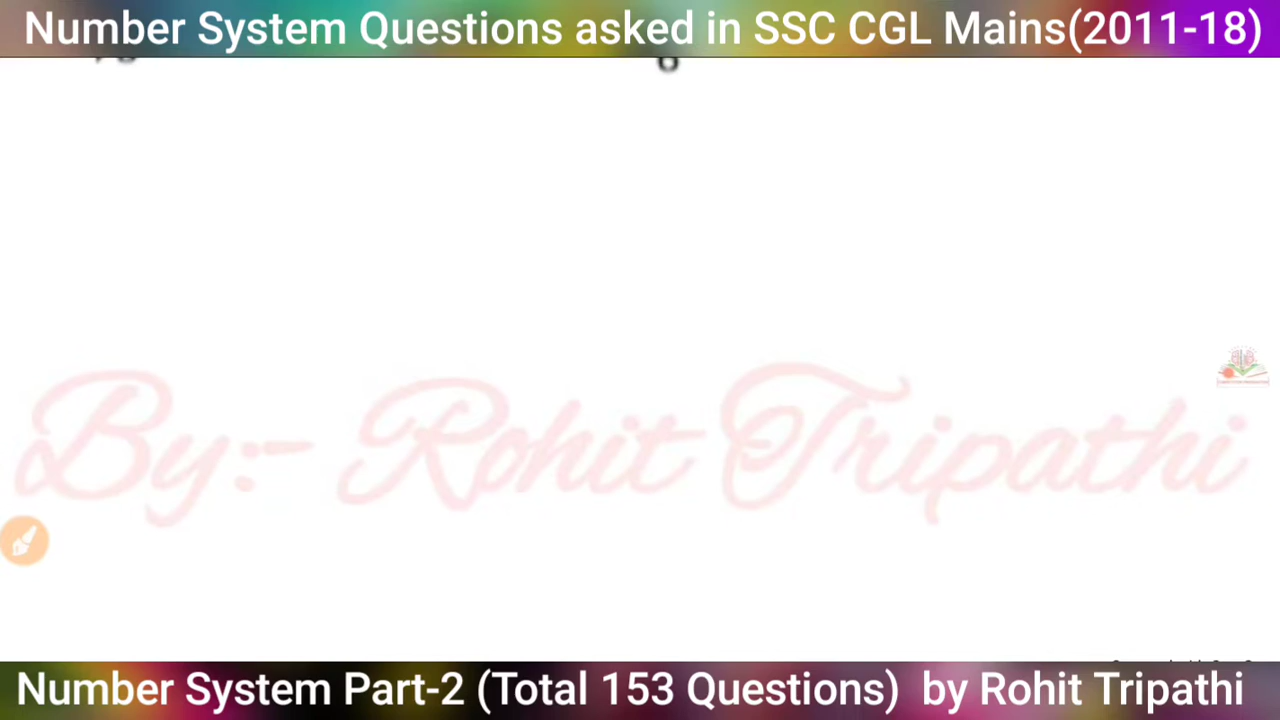 Number System Questions asked in SSC CGL Mains(2011-18)
By:- Rohit Tripathi
Number System Part-2 (Total 153 Questions) by Rohit Tripathi